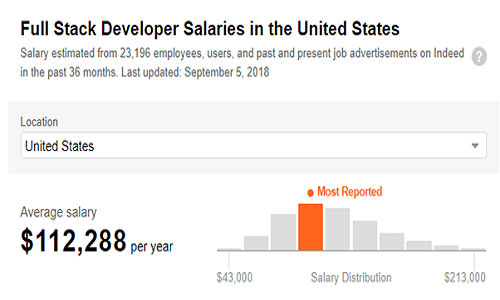 Full Stack Developer Salaries in the United States
Salary estimated from 23,196 employees, users, and past and present job advertisements on Indeed
in the past 36 months. Last updated: September 5, 2018
?
Location
United States
Most Reported
Average salary
$112,288 per year
$43,000 Salary Distribution $213,000